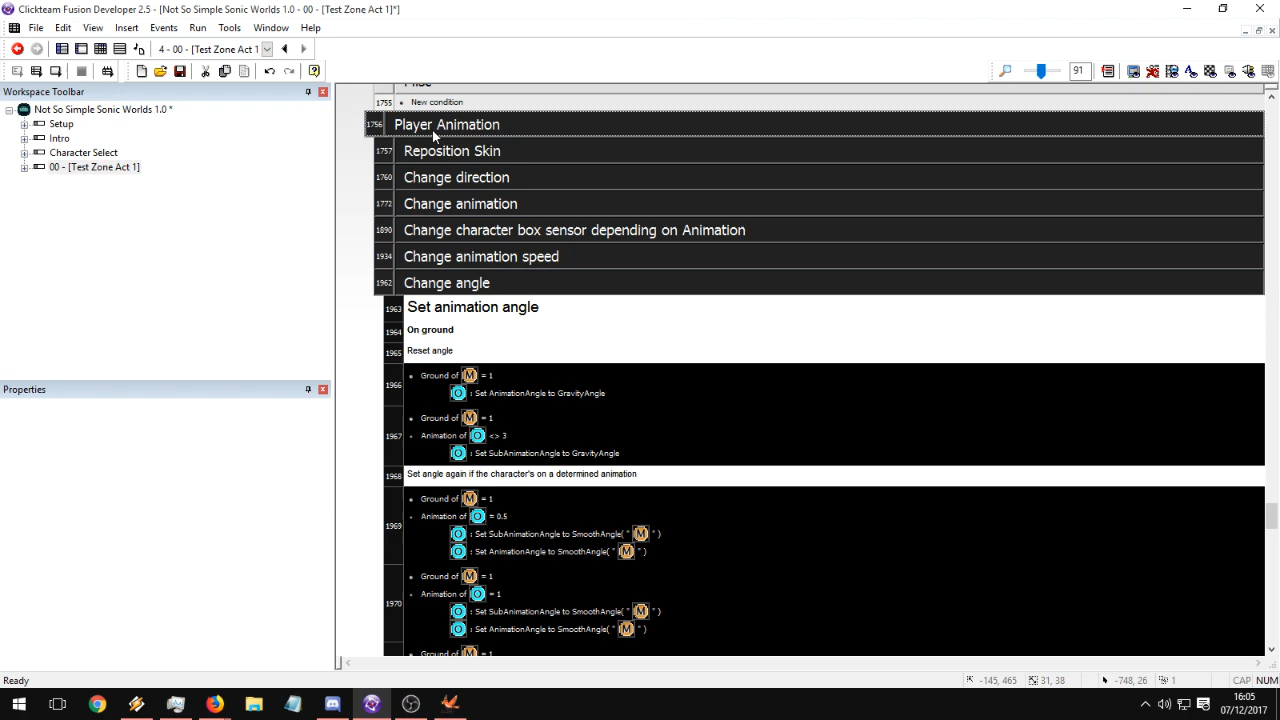 Clickteam Fusion Developer 2.5 - [Not So Simple Sonic Worlds 1.0 - 00 - [Test Zone Act 1]*]
File Edit View Insert Events Run Tools Window Help
4 - 00 - [Test Zone Act 1
91
Workspace Toolbar
Not So Simple Sonic Worlds 1.0 *
Setup
Intro
Character Select
00 - [Test Zone Act 1]
Properties
1755 New condition
1756 Player Animation
1757 Reposition Skin
1760 Change direction
1772 Change animation
1890 Change character box sensor depending on Animation
1934 Change animation speed
1962 Change angle
1963 Set animation angle
1964 On ground
1965 Reset angle
1966
Ground of M = 1
O : Set AnimationAngle to GravityAngle
1967
Ground of M = 1
Animation of O <> 3
O : Set SubAnimationAngle to GravityAngle
1968 Set angle again if the character's on a determined animation
1969
Ground of M = 1
Animation of O = 0.5
O : Set SubAnimationAngle to SmoothAngle( " M " )
O : Set AnimationAngle to SmoothAngle( " M " )
1970
Ground of M = 1
Animation of O = 1
O : Set SubAnimationAngle to SmoothAngle( " M " )
O : Set AnimationAngle to SmoothAngle( " M " )
Ground of M = 1
Ready
-145, 465 31, 38 -748, 26 1 CAP NUM
16:05
07/12/2017